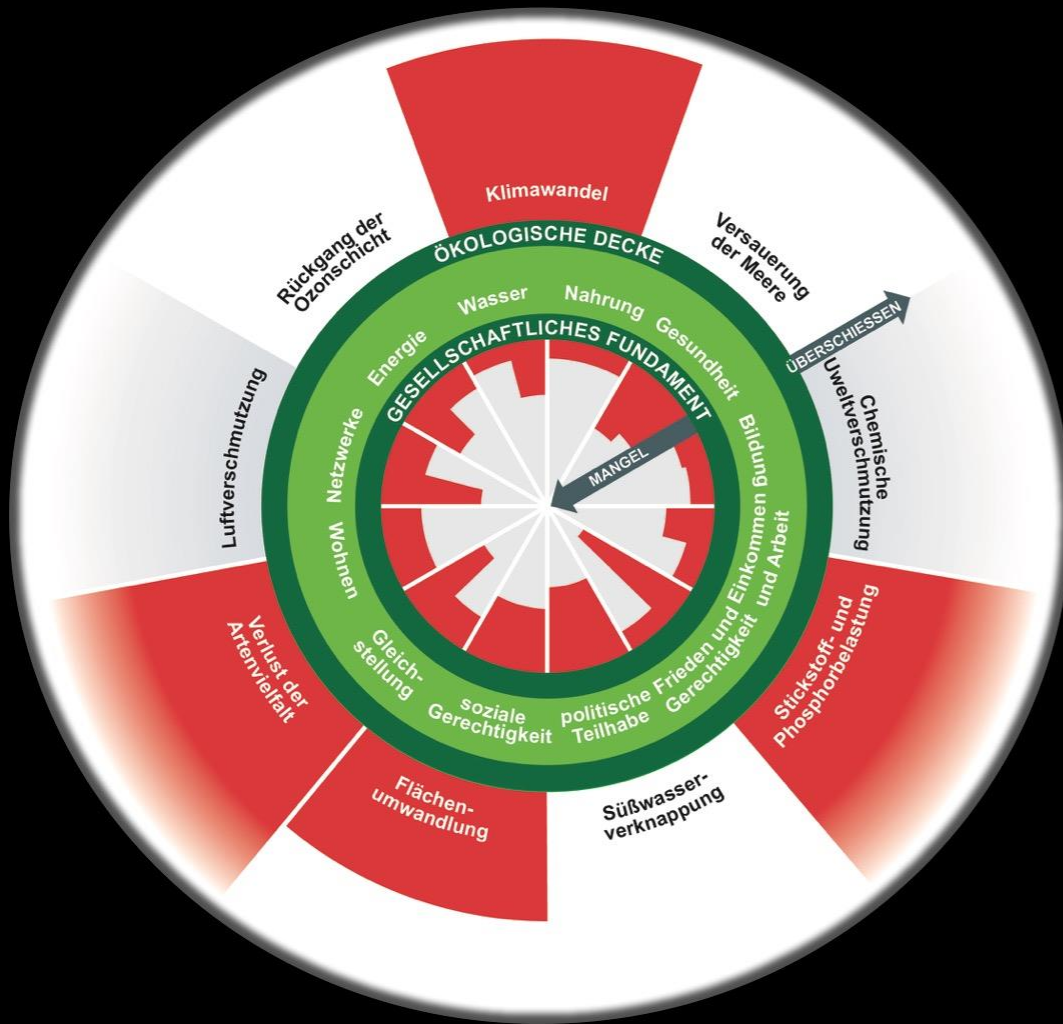 Klimawandel
Versauerung
der Meere
ÜBERSCHIESSEN
Chemische
Uweltverschmutzung
Stickstoff- und
Phosphorbelastung
Süßwasser-
verknappung
Flächen-
umwandlung
Verlust der
Artenvielfalt
Luftverschmutzung
Rückgang der
Ozonschicht
ÖKOLOGISCHE DECKE
Wasser
Nahrung
Gesundheit
Bildung
Einkommen
und Arbeit
Frieden und
Gerechtigkeit
politische
Teilhabe
soziale
Gerechtigkeit
Gleich-
stellung
Wohnen
Netzwerke
Energie
GESELLSCHAFTLICHES FUNDAMENT
MANGEL